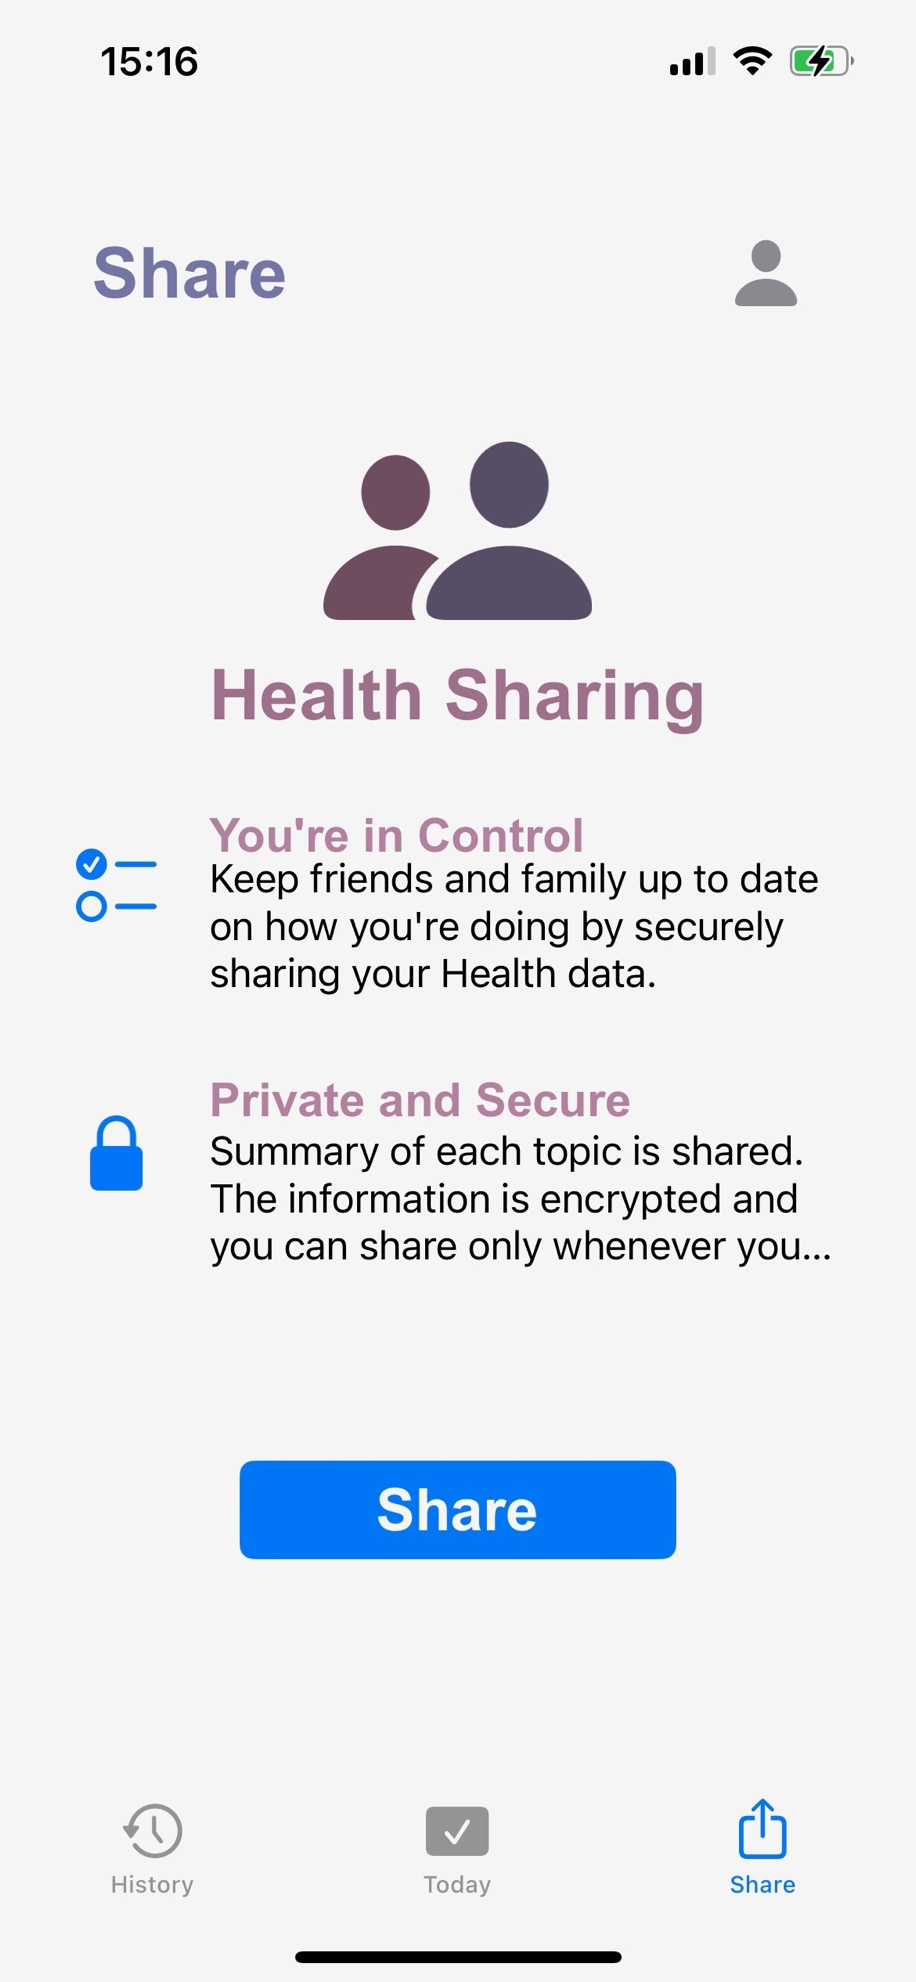 15:16
Share
Health Sharing
You're in Control
Keep friends and family up to date
on how you're doing by securely
sharing your Health data.
Private and Secure
Summary of each topic is shared.
The information is encrypted and
you can share only whenever you...
Share
History
Today
Share